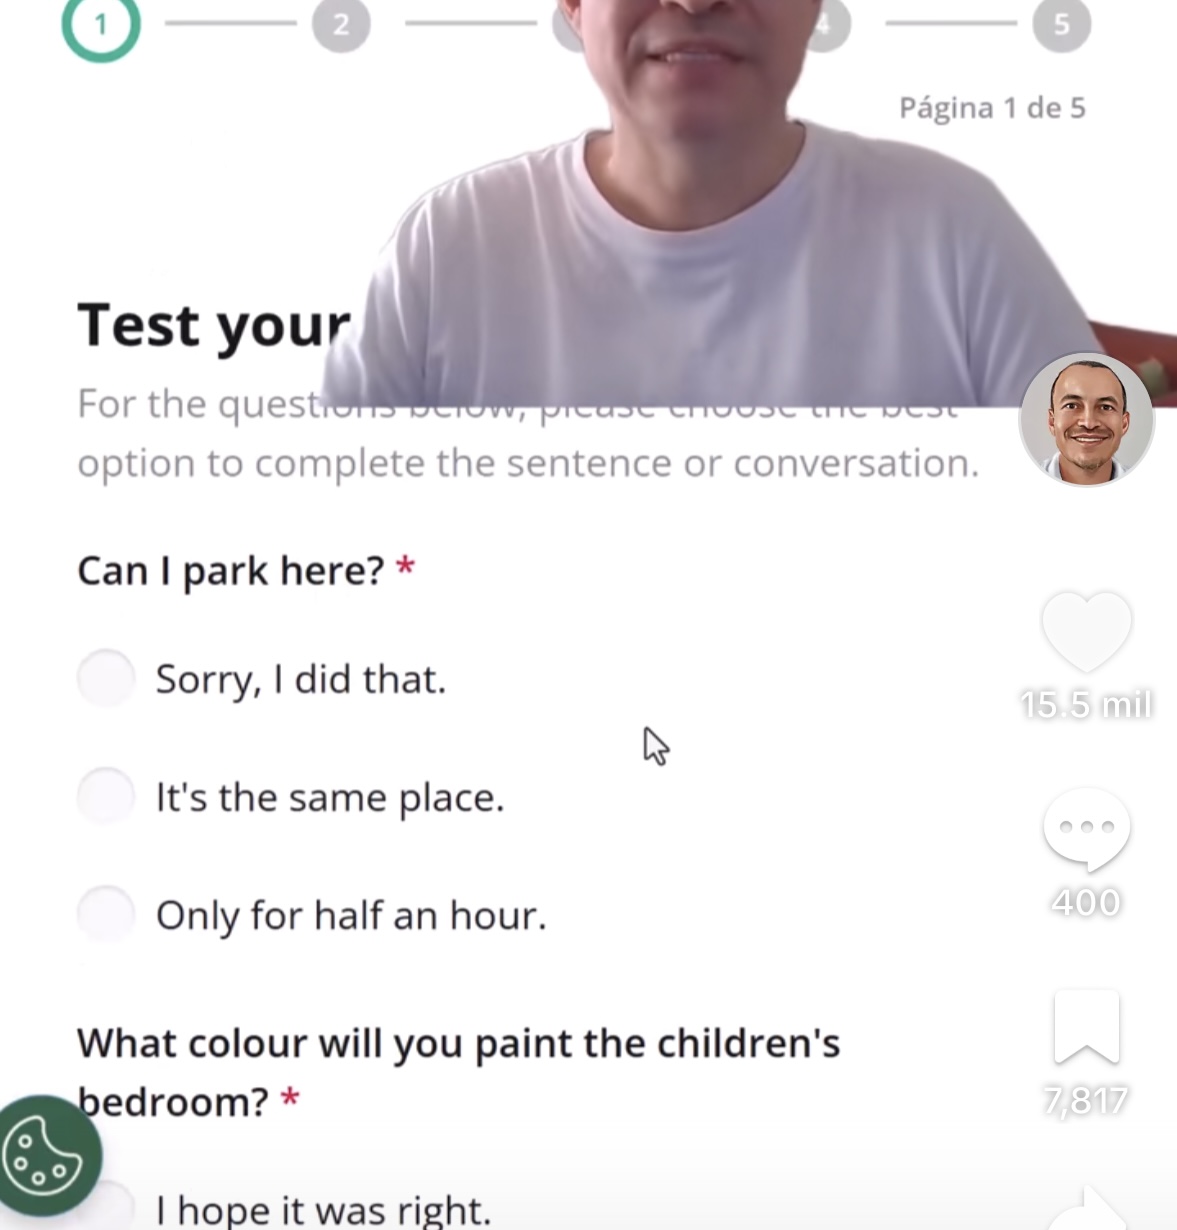 1
2
4
5
Página 1 de 5
Test your
For the questions below, please choose the best
option to complete the sentence or conversation.
Can I park here? *
Sorry, I did that.
It's the same place.
Only for half an hour.
15.5 mil
400
What colour will you paint the children's
bedroom? *
7,817
I hope it was right.